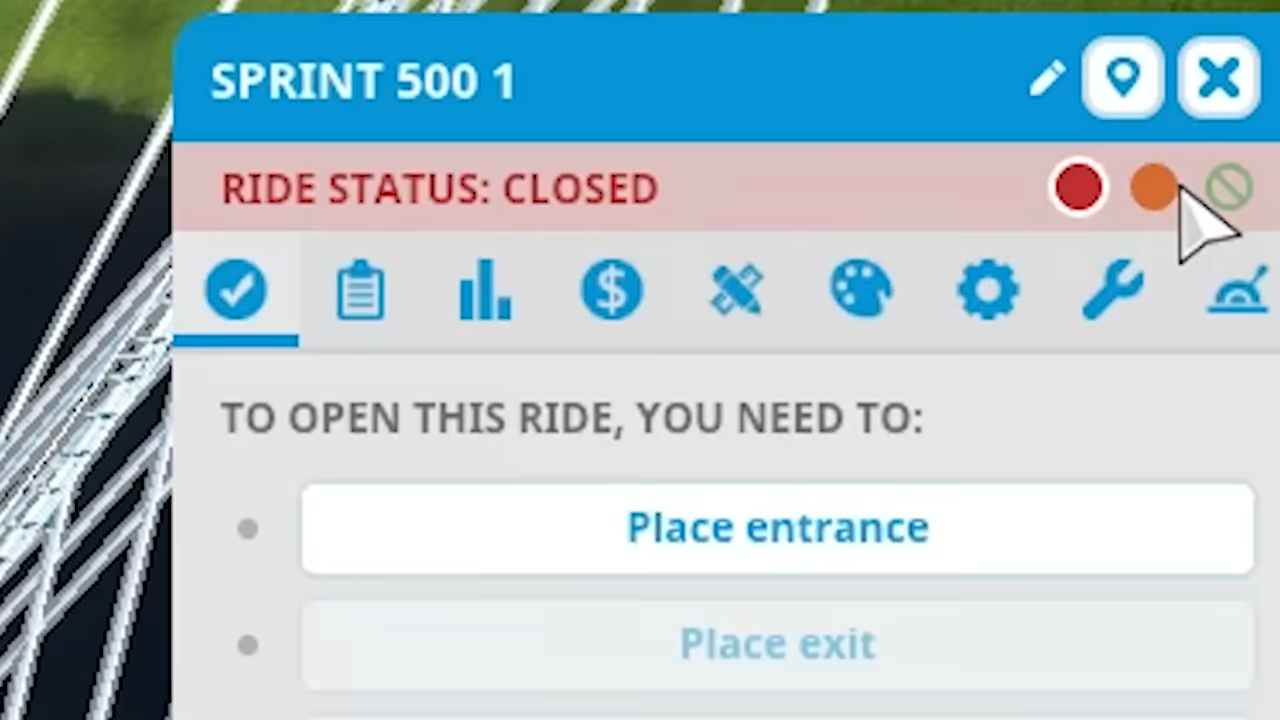 SPRINT 500 1
RIDE STATUS: CLOSED
TO OPEN THIS RIDE, YOU NEED TO:
Place entrance
Place exit